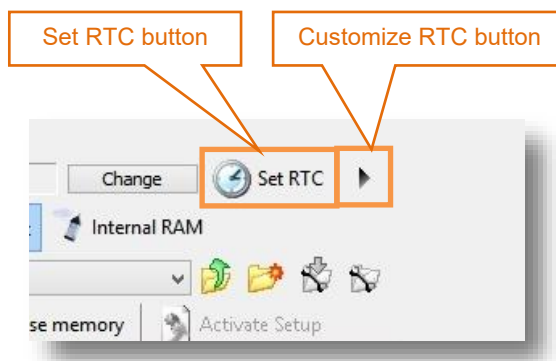 Set RTC button
Customize RTC button
Change
Set RTC
Internal RAM
se memory
Activate Setup